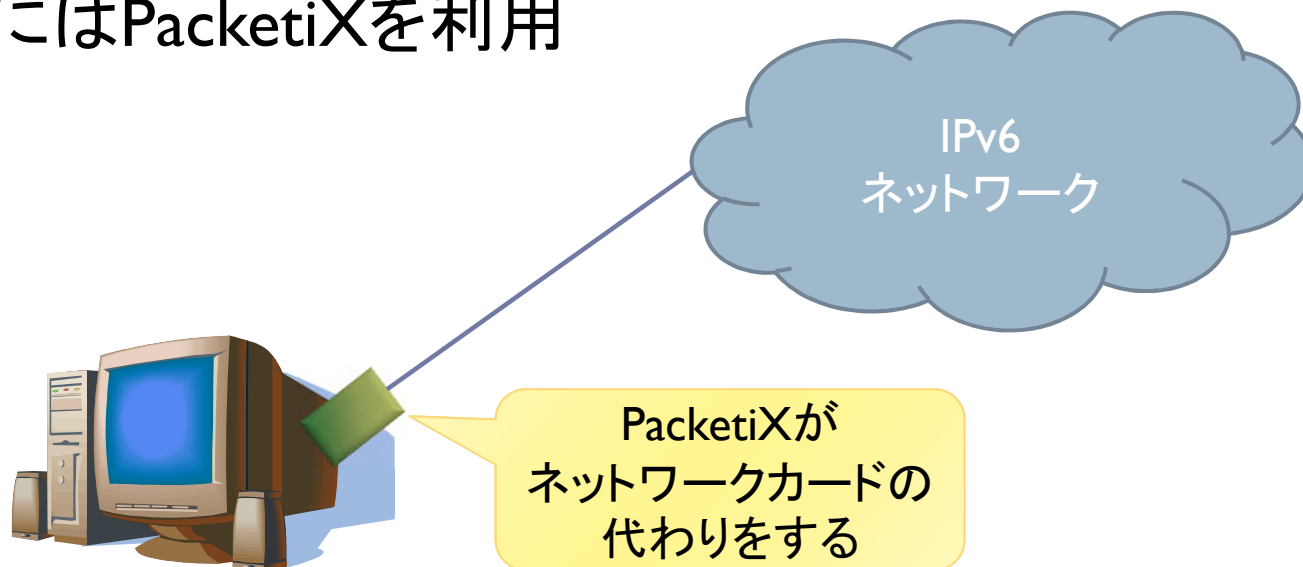 にはPacketiXを利用
IPv6
ネットワーク
PacketiXが
ネットワークカードの
代わりをする